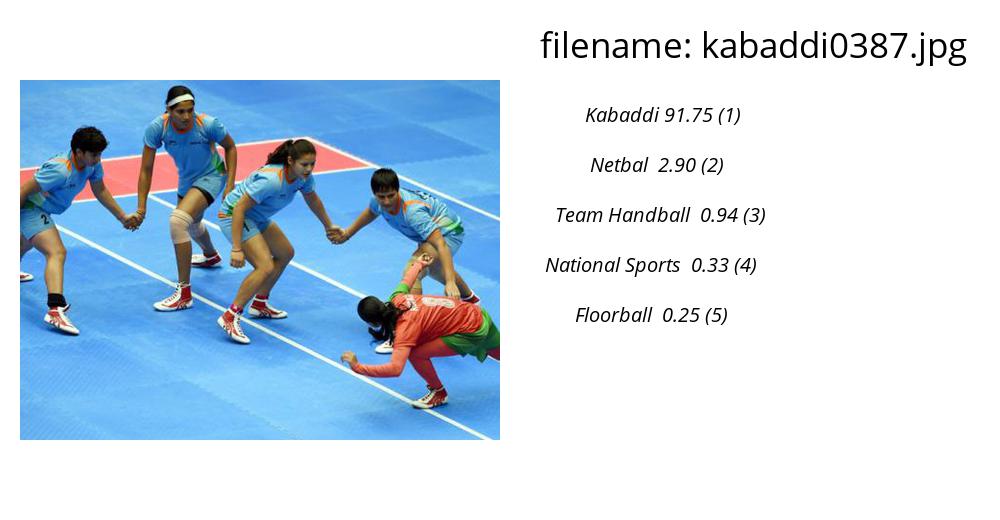 filename: kabaddi0387.jpg
Kabaddi 91.75 (1)
Netbal 2.90 (2)
Team Handball 0.94 (3)
National Sports 0.33 (4)
Floorball 0.25 (5)
2